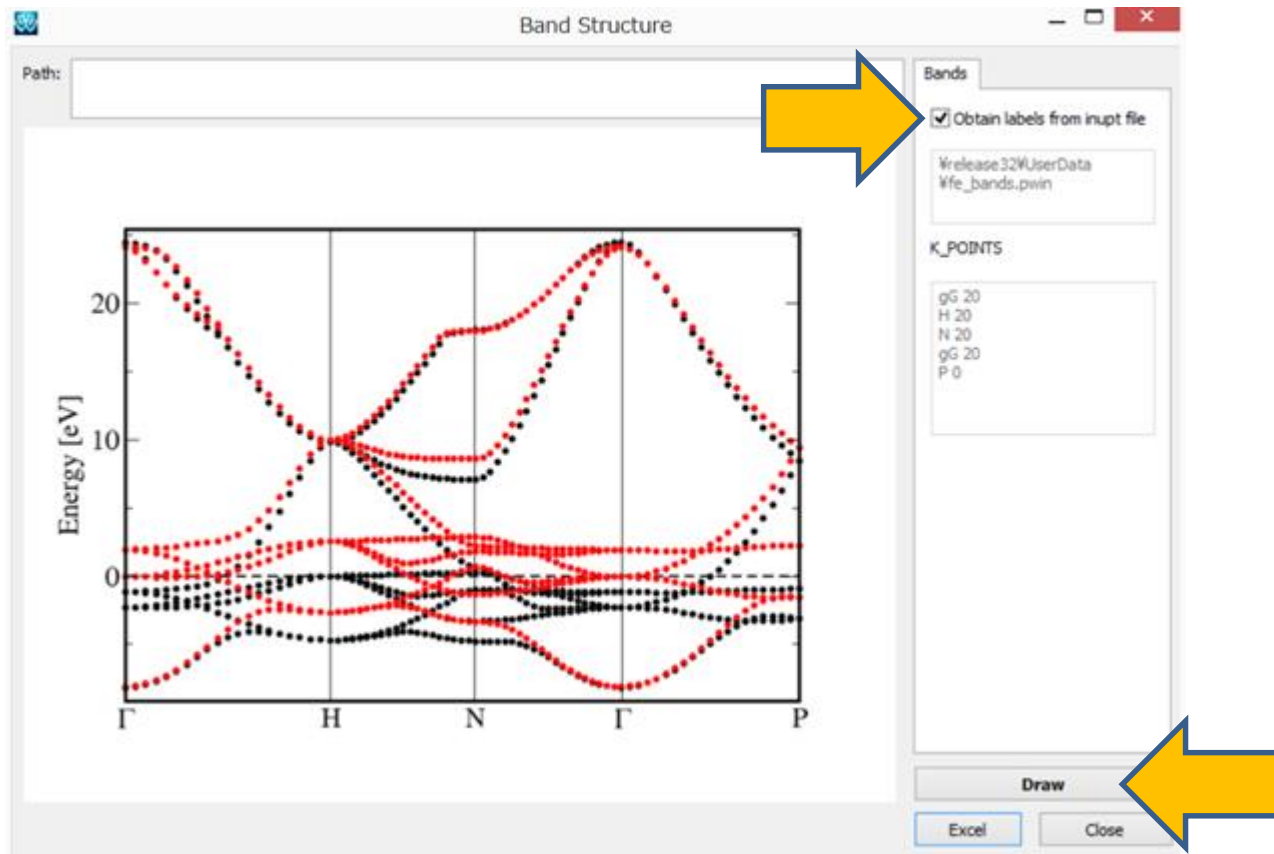 Band Structure
Path:
Bands
Obtain labels from inupt file
¥release32¥UserData
¥fe_bands.pwin
K_POINTS
gG 20
H 20
N 20
gG 20
P 0
Energy [eV]
20
10
0
Γ H N Γ P
Draw
Excel Close